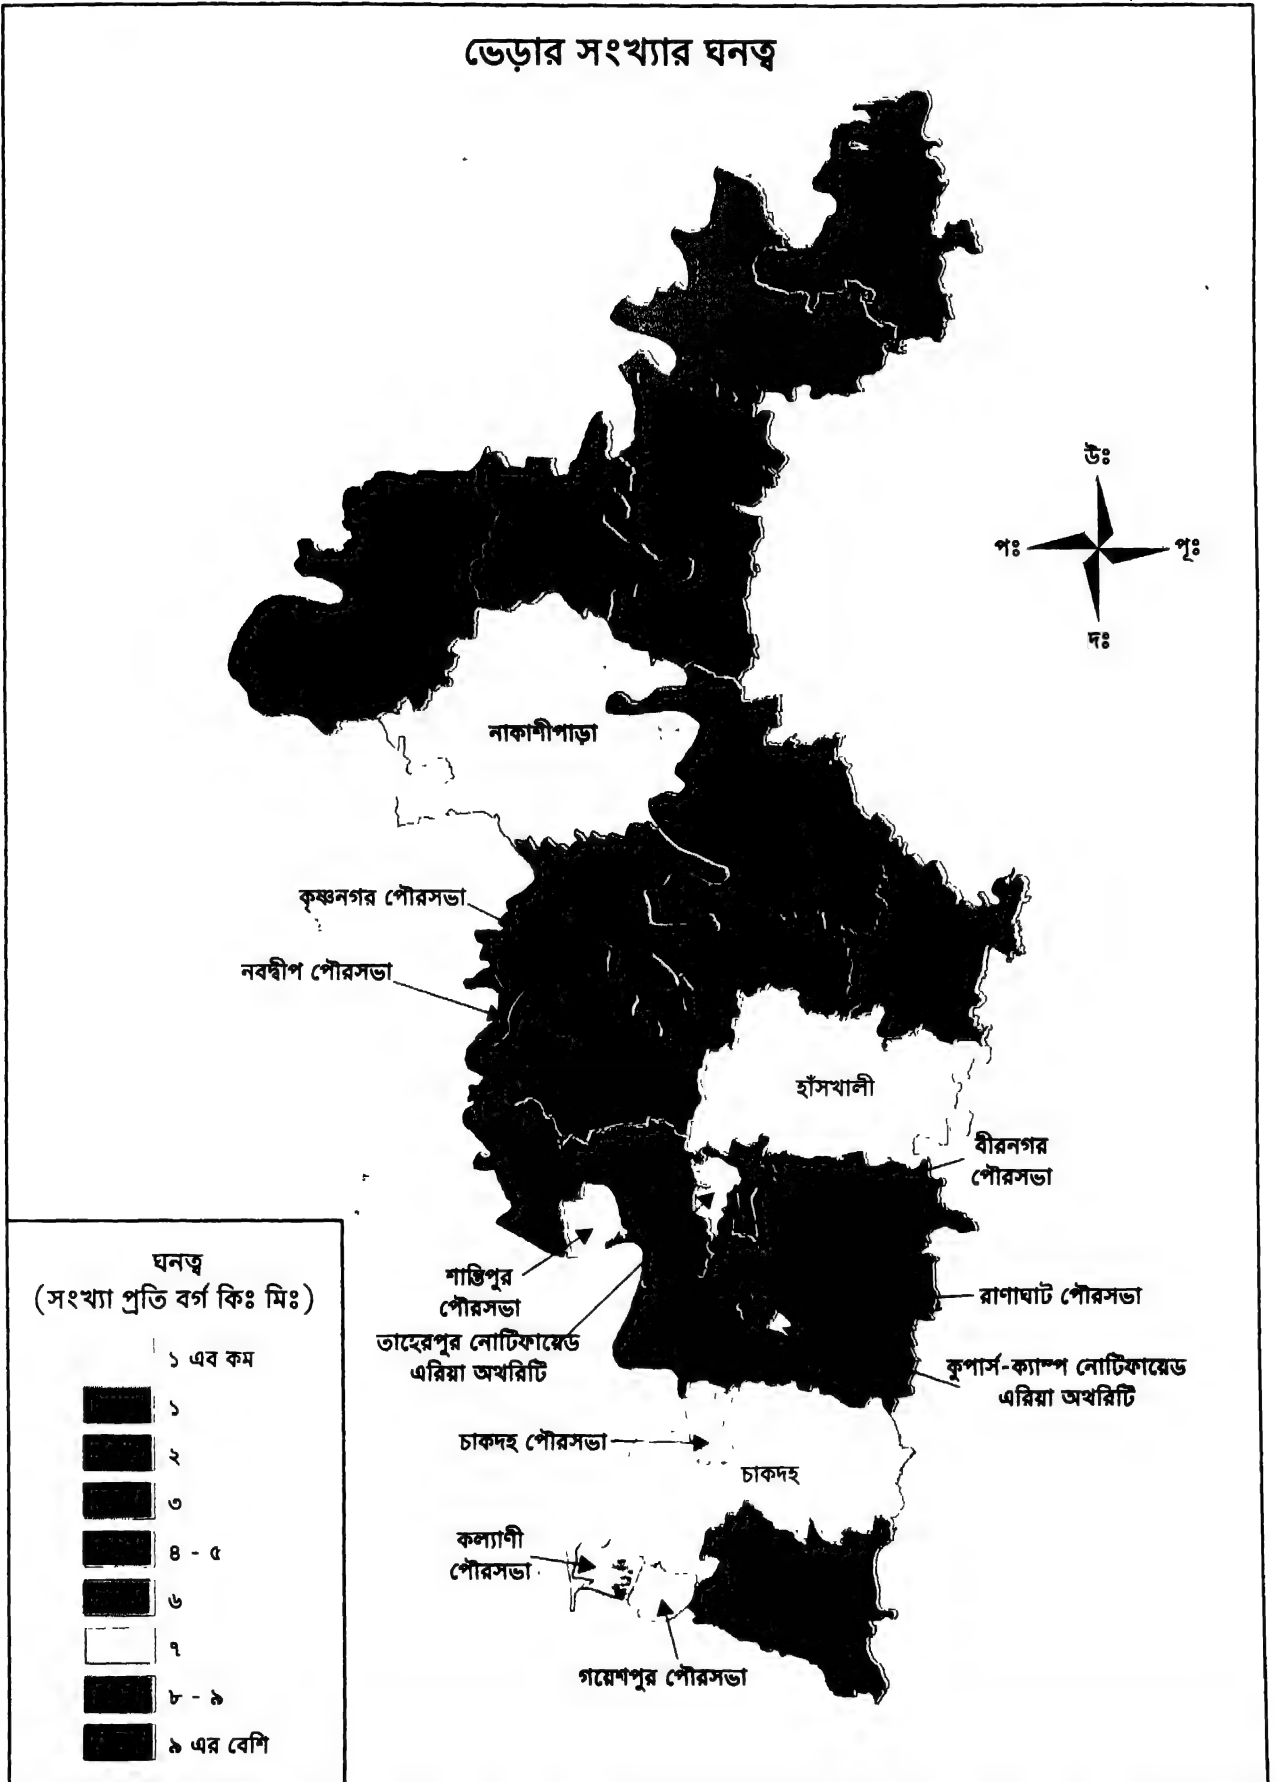 ভেড়ার সংখ্যার ঘনত্ব
উঃ
পঃ
পূঃ
দঃ
নাকাশীপাড়া
কৃষ্ণনগর পৌরসভা
নবদ্বীপ পৌরসভা
হাঁসখালী
বীরনগর
পৌরসভা
শান্তিপুর
পৌরসভা
তাহেরপুর নোটিফায়েড
এরিয়া অথরিটি
রাণাঘাট পৌরসভা
কুপার্স-ক্যাম্প নোটিফায়েড
এরিয়া অথরিটি
চাকদহ পৌরসভা
চাকদহ
কল্যাণী
পৌরসভা
গয়েশপুর পৌরসভা
ঘনত্ব
(সংখ্যা প্রতি বর্গ কিঃ মিঃ)
১ এব কম
১
২
৩
৪ - ৫
৬
৭
৮ - ৯
৯ এর বেশি